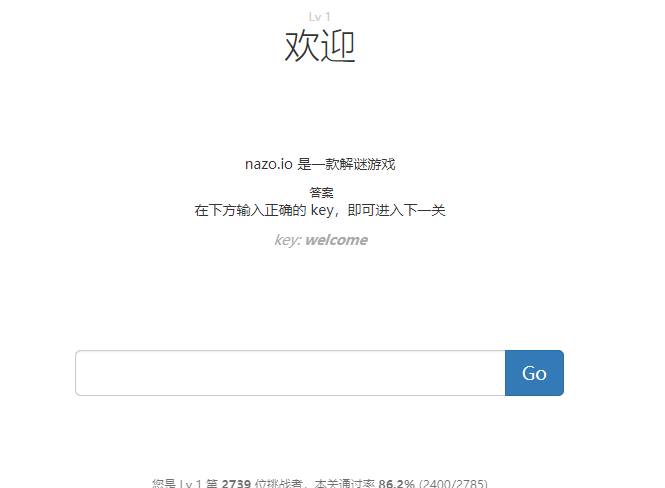 Lv 1
欢迎
nazo.io 是一款解谜游戏
答案
在下方输入正确的 key，即可进入下一关
key: welcome
Go
您是 Lv 1 第 2739 位挑战者，本关通过率 86.2% (2400/2785)